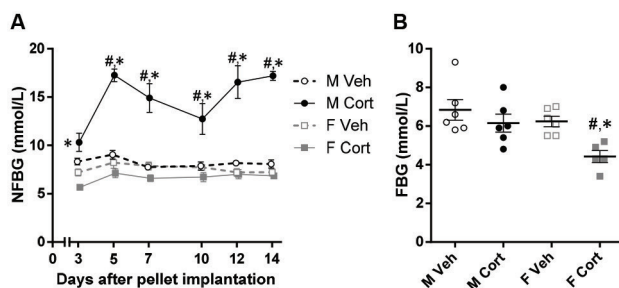 A
NFBG (mmol/L)
20
15
10
5
0
*
#,*
#,*
#,*
#,*
#,*
0 3 5 7 10 12 14
Days after pellet implantation
M Veh
M Cort
F Veh
F Cort
B
FBG (mmol/L)
10
8
6
4
2
0
#,*
M Veh
M Cort
F Veh
F Cort